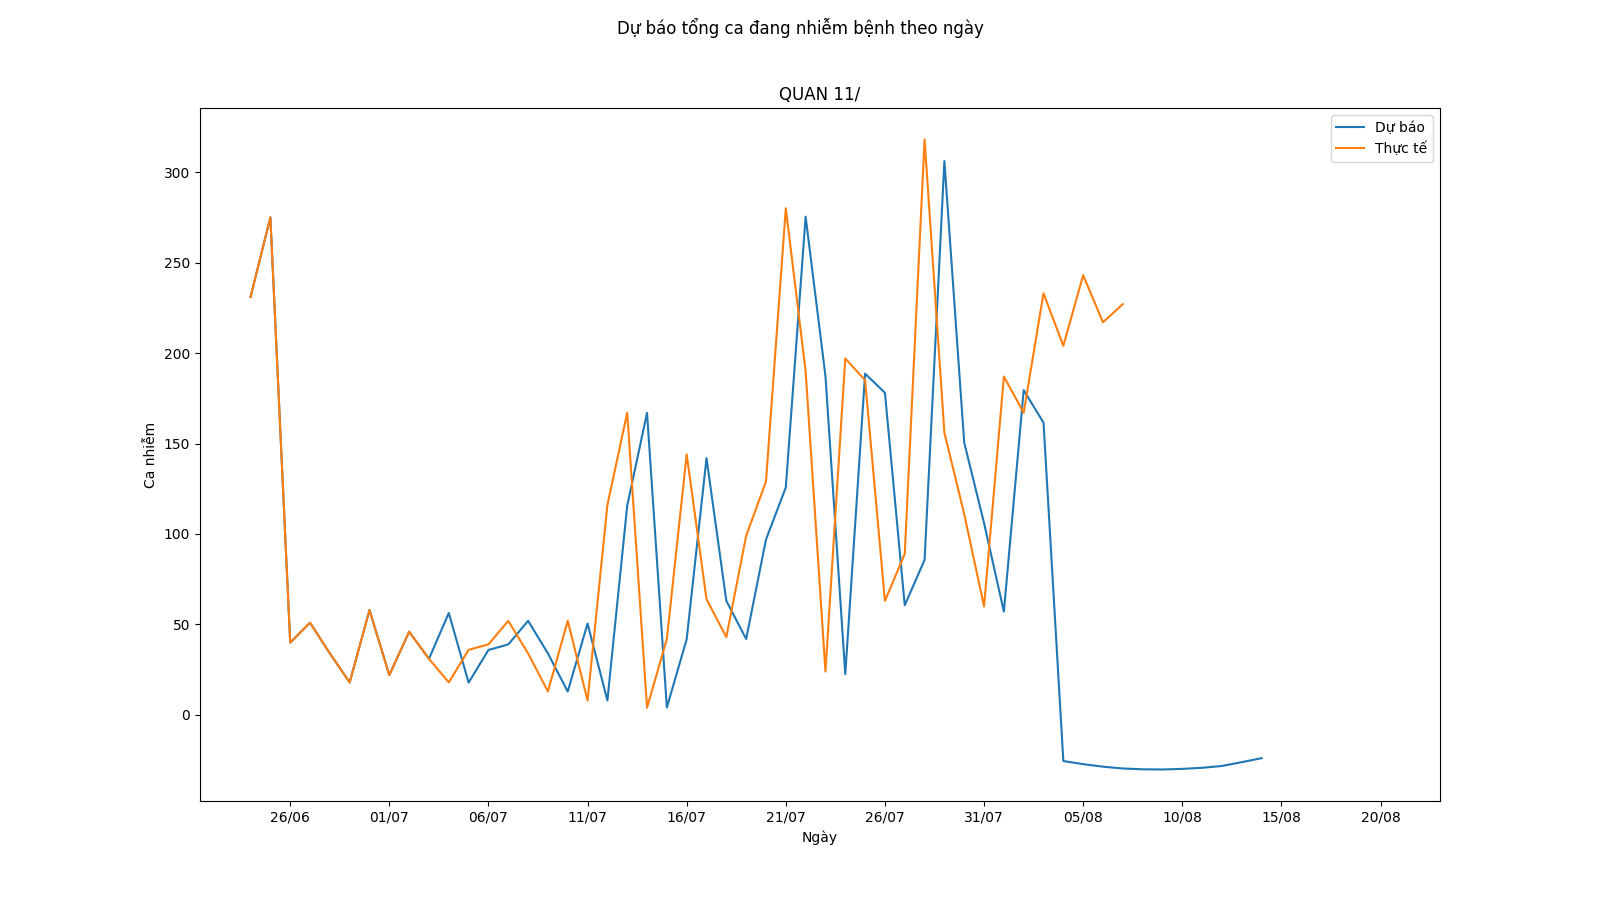 Dự báo tổng ca đang nhiễm bệnh theo ngày
QUAN 11/
Dự báo
Thực tế
300
250
200
150
100
50
0
Ca nhiễm
26/06 01/07 06/07 11/07 16/07 21/07 26/07 31/07 05/08 10/08 15/08 20/08
Ngày